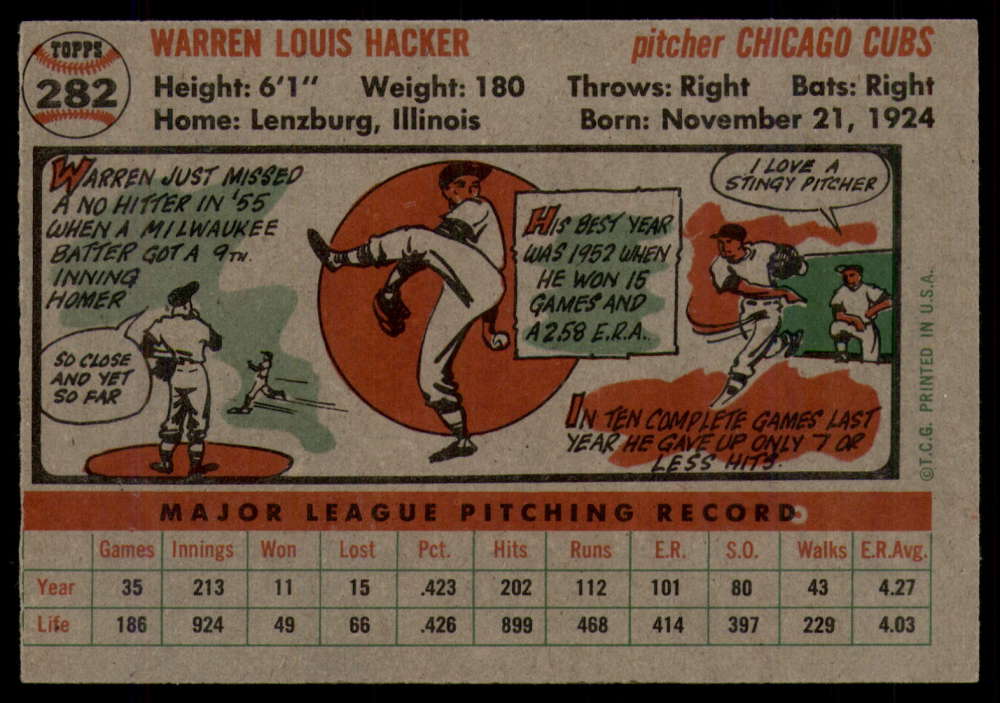 TOPPS
282
WARREN LOUIS HACKER
pitcher CHICAGO CUBS
Height: 6'1" Weight: 180 Throws: Right Bats: Right
Home: Lenzburg, Illinois Born: November 21, 1924
WARREN JUST MISSED
A NO HITTER IN '55
WHEN A MILWAUKEE
BATTER GOT A 9TH.
INNING
HOMER
SO CLOSE
AND YET
SO FAR
HIS BEST YEAR
WAS 1952 WHEN
HE WON 15
GAMES AND
A 2.58 E.R.A.
I LOVE A
STINGY PITCHER
IN TEN COMPLETE GAMES LAST
YEAR HE GAVE UP ONLY 7 OR
LESS HITS.
©T.C.G. PRINTED IN U.S.A.
MAJOR LEAGUE PITCHING RECORD
Games Innings Won Lost Pct. Hits Runs E.R. S.O. Walks E.R.Avg.
Year 35 213 11 15 .423 202 112 101 80 43 4.27
Life 186 924 49 66 .426 899 468 414 397 229 4.03